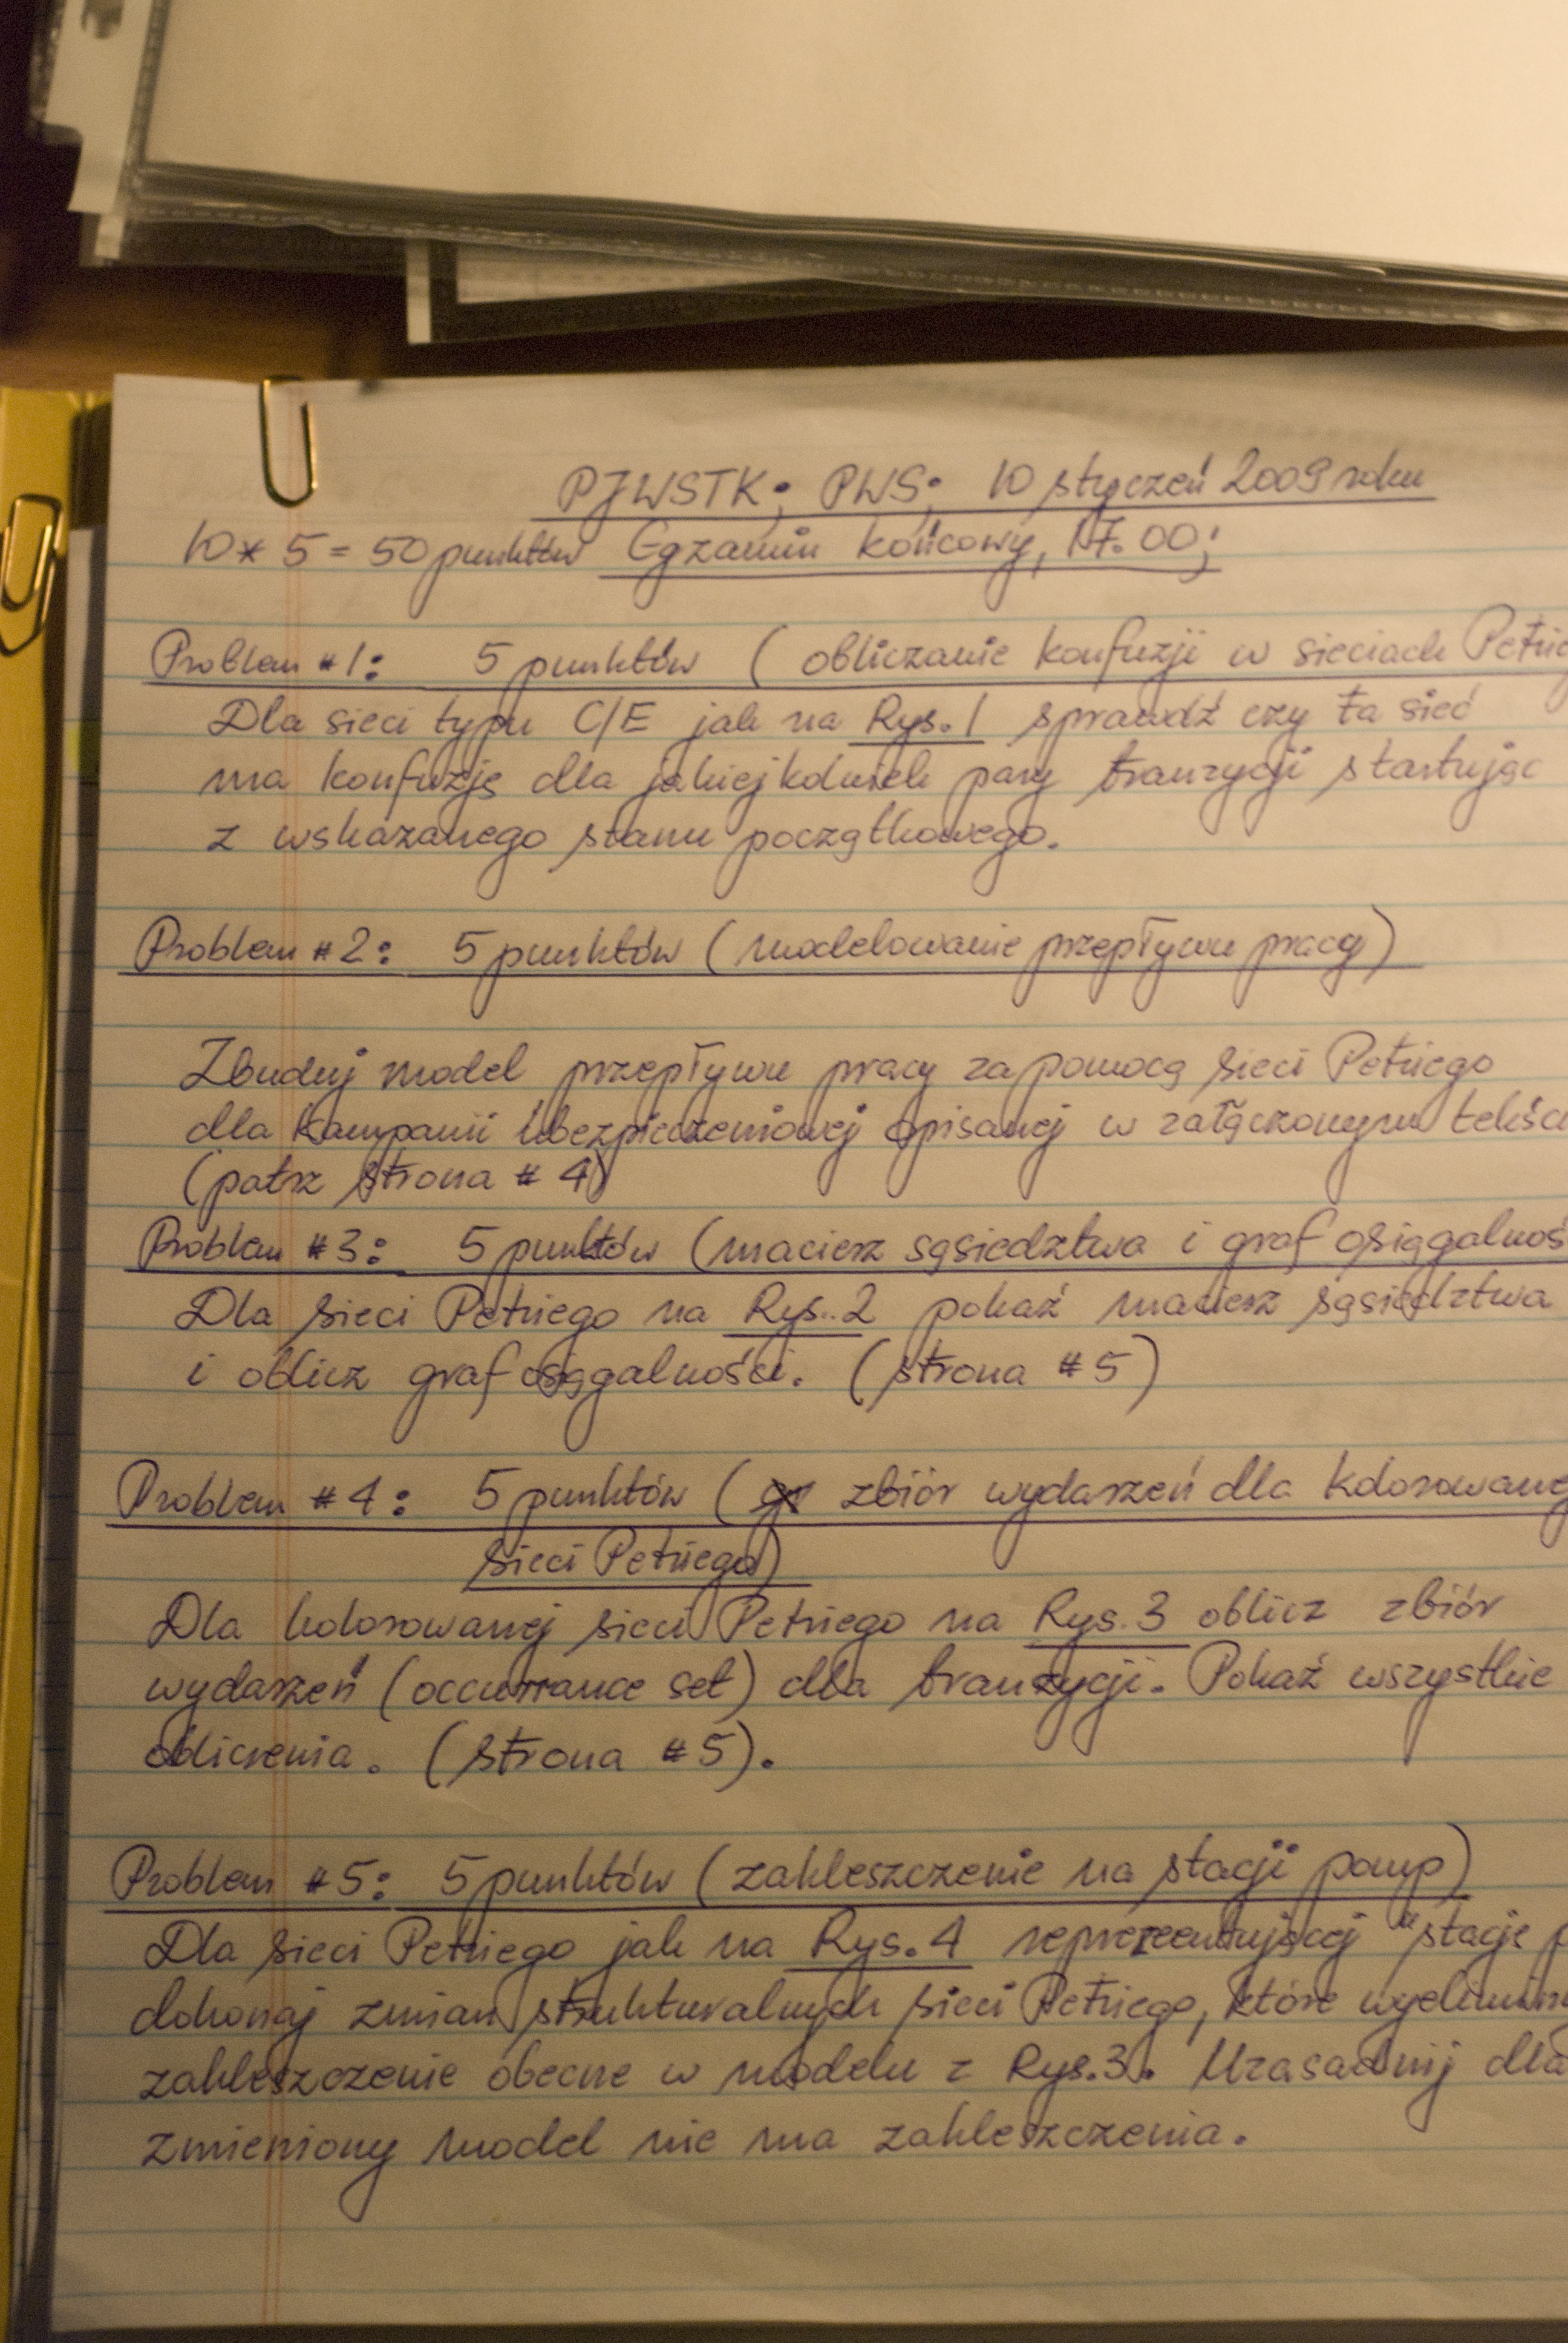 PJWSTK; PWS; 10 styczeń 2009 roku
10 * 5 = 50 punktów Egzamin końcowy, 17.00;
Problem #1: 5 punktów (obliczanie konfuzji w sieciach Petrieg
Dla sieci typu C/E jak na Rys.1 sprawdź czy ta sieć
ma konfuzję dla jakiejkolwiek pary tranzycji startując
z wskazanego stanu początkowego.
Problem #2: 5 punktów (modelowanie przepływu pracy)
Zbuduj model przepływu pracy za pomocą sieci Petriego
dla kampanii ubezpieczeniowej opisanej w załączonym tekści
(patrz strona #4)
Problem #3: 5 punktów (macierz sąsiedztwa i graf osiągalnoś
Dla sieci Petriego na Rys.2 pokaż macierz sąsiedztwa
i oblicz graf osiągalności. (strona #5)
Problem #4: 5 punktów ( zbiór wydarzeń dla kolorowanej
sieci Petriego)
Dla kolorowanej sieci Petriego na Rys.3 oblicz zbiór
wydarzeń (occurrance set) dla tranzycji. Pokaż wszystkie
obliczenia. (strona #5).
Problem #5: 5 punktów (zakleszczenie na stacji pomp)
Dla sieci Petriego jak na Rys.4 reprezentującej "stację p
dokonaj zmian strukturalnych sieci Petriego, które wyelimin
zakleszczenie obecne w modelu z Rys.3. Uzasadnij dla
zmieniony model nie ma zakleszczenia.